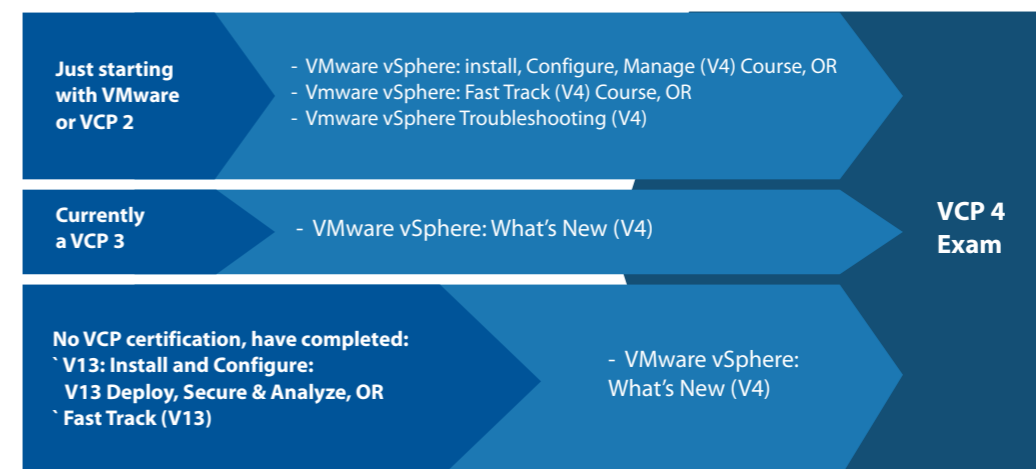 Just starting
with VMware
or VCP 2
- VMware vSphere: install, Configure, Manage (V4) Course, OR
- Vmware vSphere: Fast Track (V4) Course, OR
- Vmware vSphere Troubleshooting (V4)
Currently
a VCP 3
- VMware vSphere: What's New (V4)
No VCP certification, have completed:
` V13: Install and Configure:
V13 Deploy, Secure & Analyze, OR
` Fast Track (V13)
- VMware vSphere:
What's New (V4)
VCP 4
Exam